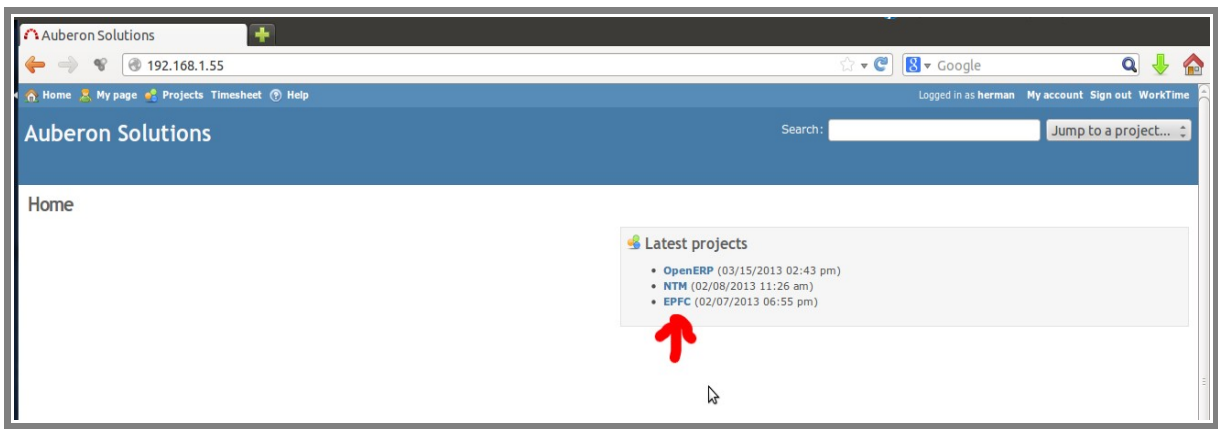 Auberon Solutions
192.168.1.55
Google
Home My page Projects Timesheet Help
Logged in as herman My account Sign out WorkTime
Auberon Solutions
Search:
Jump to a project...
Home
Latest projects
OpenERP (03/15/2013 02:43 pm)
NTM (02/08/2013 11:26 am)
EPFC (02/07/2013 06:55 pm)